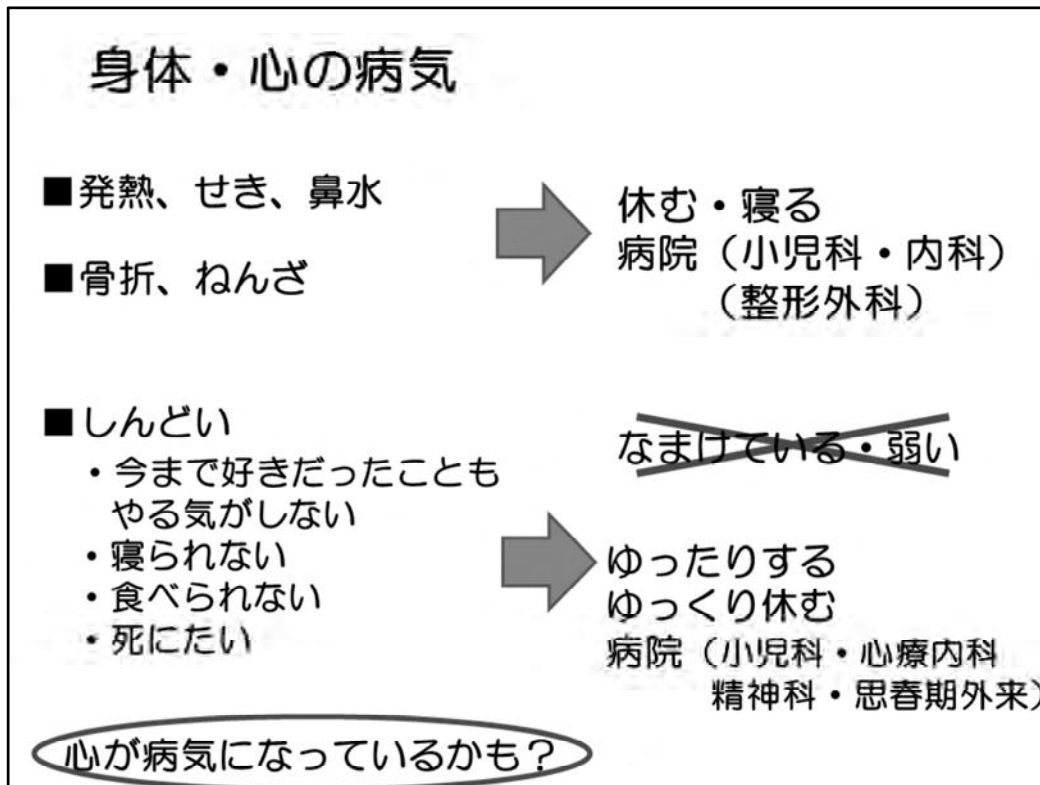 身体・心の病気
■発熱、せき、鼻水
■骨折、ねんざ
休む・寝る
病院（小児科・内科）
（整形外科）
■しんどい
・今まで好きだったことも
やる気がしない
・寝られない
・食べられない
・死にたい
なまけている・弱い
ゆったりする
ゆっくり休む
病院（小児科・心療内科
精神科・思春期外来）
心が病気になっているかも？